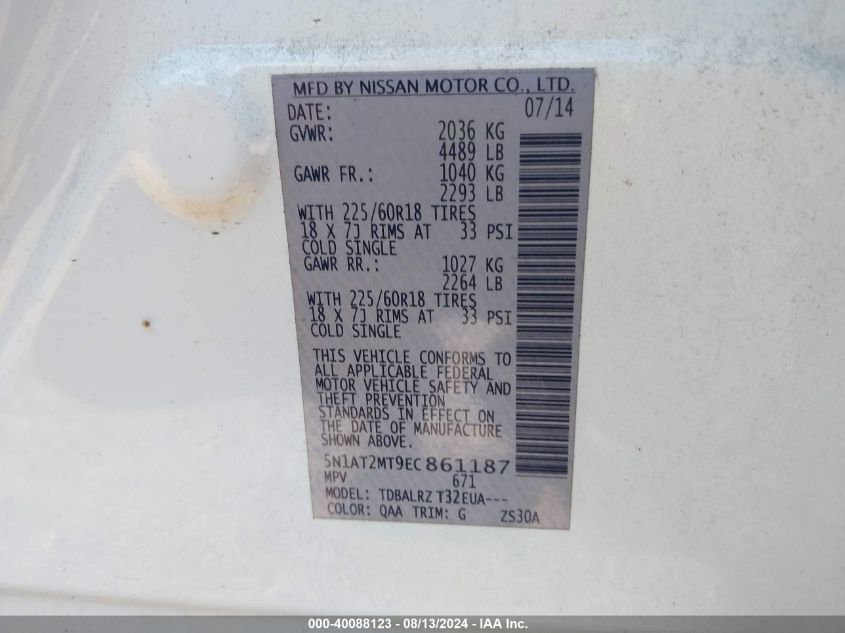 MFD BY NISSAN MOTOR CO., LTD.
DATE: 07/14
GVWR: 2036 KG
4489 LB
GAWR FR.: 1040 KG
2293 LB
WITH 225/60R18 TIRES
18 X 7J RIMS AT 33 PSI
COLD SINGLE
GAWR RR.: 1027 KG
2264 LB
WITH 225/60R18 TIRES
18 X 7J RIMS AT 33 PSI
COLD SINGLE
THIS VEHICLE CONFORMS TO
ALL APPLICABLE FEDERAL
MOTOR VEHICLE SAFETY AND
THEFT PREVENTION
STANDARDS IN EFFECT ON
THE DATE OF MANUFACTURE
SHOWN ABOVE.
5N1AT2MT9EC861187
MPV 671
MODEL: TDBALRZ T32EUA---
COLOR: QAA TRIM: G ZS30A
000-40088123 - 08/13/2024 - IAA Inc.